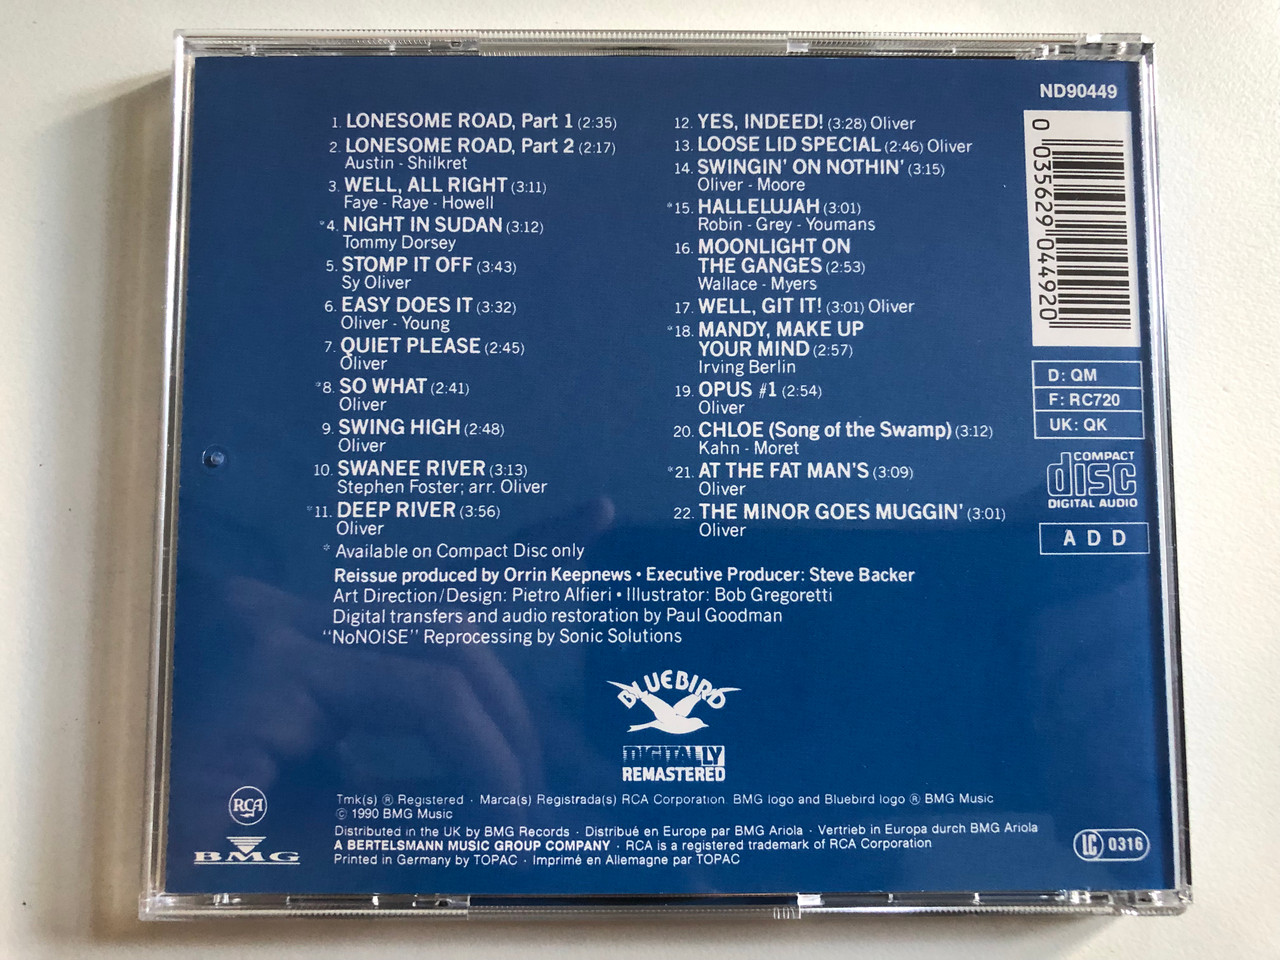 ND90449
1. LONESOME ROAD, Part 1 (2:35)
2. LONESOME ROAD, Part 2 (2:17)
Austin - Shilkret
3. WELL, ALL RIGHT (3:11)
Faye - Raye - Howell
*4. NIGHT IN SUDAN (3:12)
Tommy Dorsey
5. STOMP IT OFF (3:43)
Sy Oliver
6. EASY DOES IT (3:32)
Oliver - Young
7. QUIET PLEASE (2:45)
Oliver
*8. SO WHAT (2:41)
Oliver
9. SWING HIGH (2:48)
Oliver
10. SWANEE RIVER (3:13)
Stephen Foster; arr. Oliver
*11. DEEP RIVER (3:56)
Oliver
12. YES, INDEED! (3:28) Oliver
13. LOOSE LID SPECIAL (2:46) Oliver
14. SWINGIN' ON NOTHIN' (3:15)
Oliver - Moore
*15. HALLELUJAH (3:01)
Robin - Grey - Youmans
16. MOONLIGHT ON
THE GANGES (2:53)
Wallace - Myers
17. WELL, GIT IT! (3:01) Oliver
*18. MANDY, MAKE UP
YOUR MIND (2:57)
Irving Berlin
19. OPUS #1 (2:54)
Oliver
20. CHLOE (Song of the Swamp) (3:12)
Kahn - Moret
*21. AT THE FAT MAN'S (3:09)
Oliver
22. THE MINOR GOES MUGGIN' (3:01)
Oliver
0 035629 044920
D: QM
F: RC720
UK: QK
COMPACT
disc
DIGITAL AUDIO
ADD
* Available on Compact Disc only
Reissue produced by Orrin Keepnews • Executive Producer: Steve Backer
Art Direction/Design: Pietro Alfieri • Illustrator: Bob Gregoretti
Digital transfers and audio restoration by Paul Goodman
"NoNOISE" Reprocessing by Sonic Solutions
BLUEBIRD
DIGITALLY
REMASTERED
RCA
BMG
Tmk(s) ® Registered · Marca(s) Registrada(s) RCA Corporation. BMG logo and Bluebird logo ® BMG Music
© 1990 BMG Music
Distributed in the UK by BMG Records · Distribué en Europe par BMG Ariola · Vertrieb in Europa durch BMG Ariola
A BERTELSMANN MUSIC GROUP COMPANY · RCA is a registered trademark of RCA Corporation
Printed in Germany by TOPAC · Imprimé en Allemagne par TOPAC
LC 0316